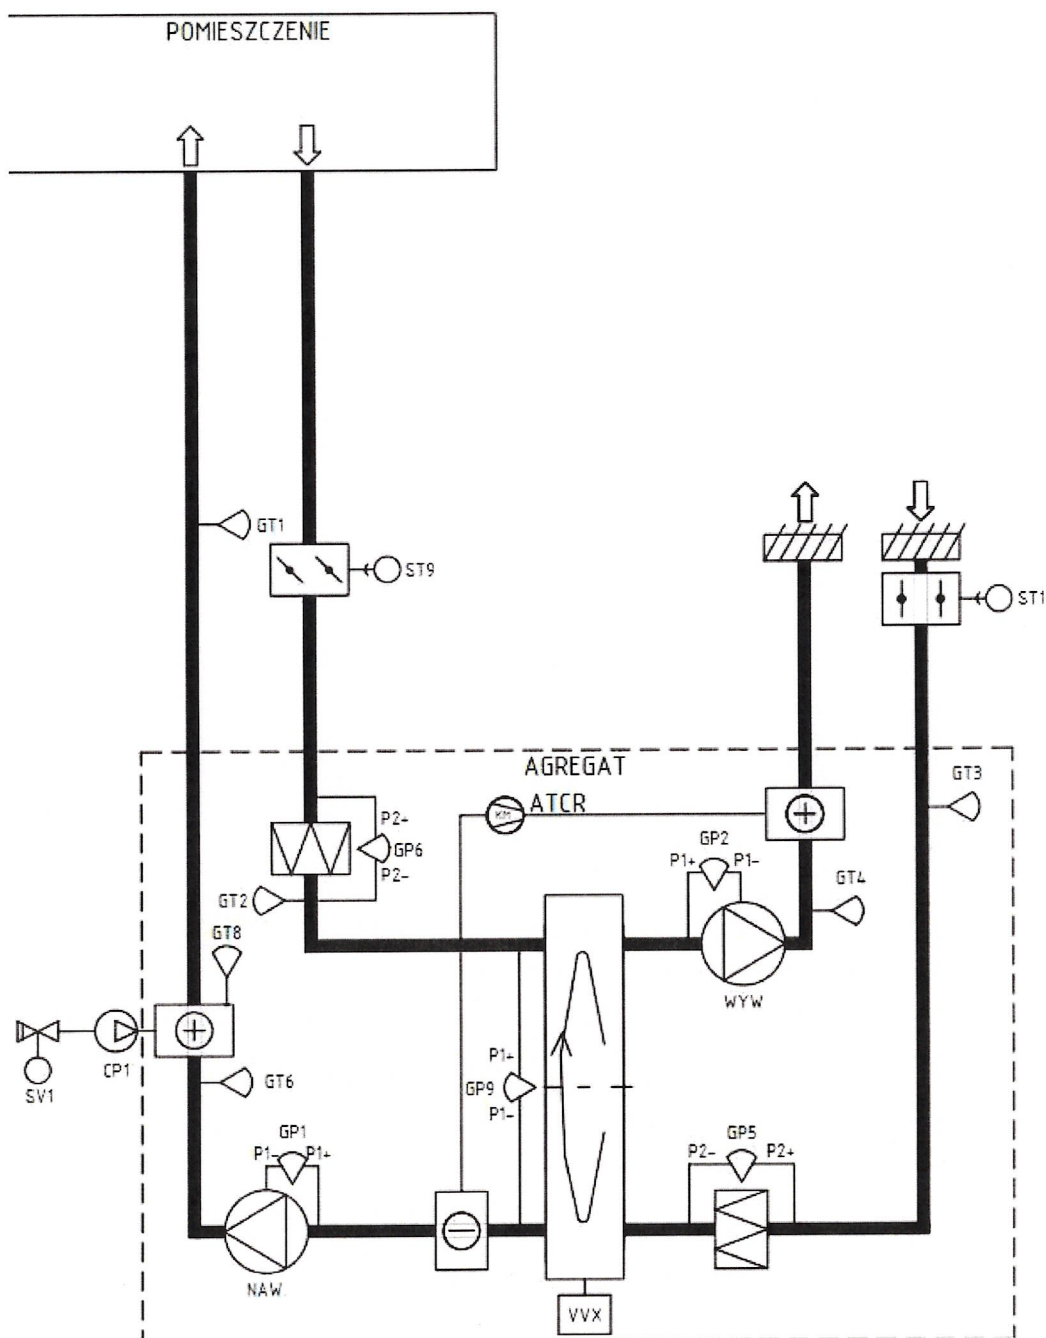 POMIESZCZENIE
GT1
ST9
ST1
AGREGAT
GT3
ATCR
KM
P2+
GP6
P2-
GP2
P1+
P1-
GT2
GT4
GT8
WYW
CP1
SV1
GT6
P1+
GP9
P1-
GP1
P1-
P1+
GP5
P2-
P2+
NAW
VVX